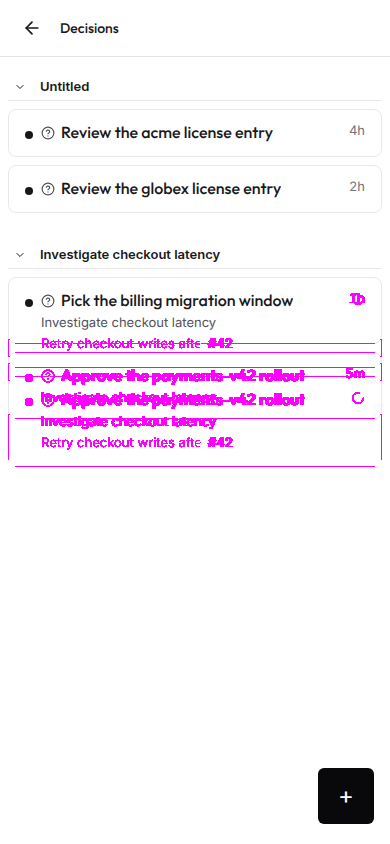 Decisions
Untitled
Review the acme license entry
4h
Review the globex license entry
2h
Investigate checkout latency
Pick the billing migration window
Investigate checkout latency
Retry checkout writes afte #42
Approve the payments-v42 rollout
5m
Approve the payments-v42 rollout
Investigate checkout latency
Retry checkout writes afte #42